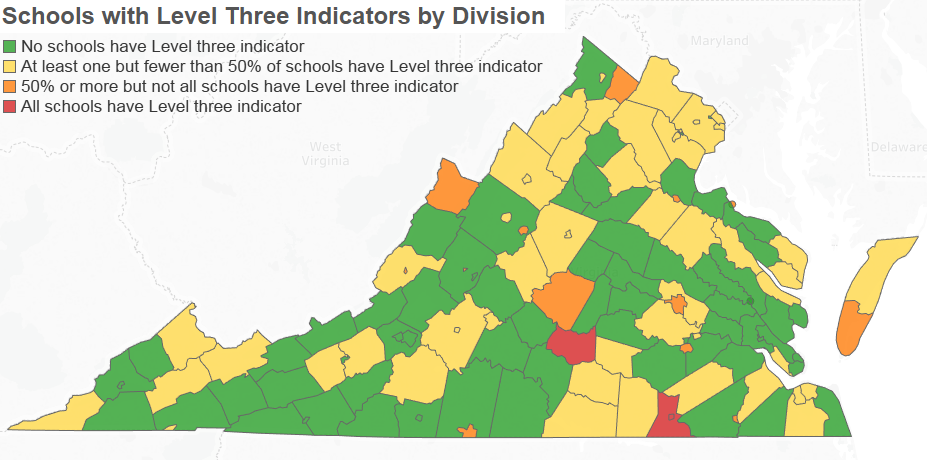 Schools with Level Three Indicators by Division
No schools have Level three indicator
At least one but fewer than 50% of schools have Level three indicator
50% or more but not all schools have Level three indicator
All schools have Level three indicator
Maryland
West
Virginia
Delaware